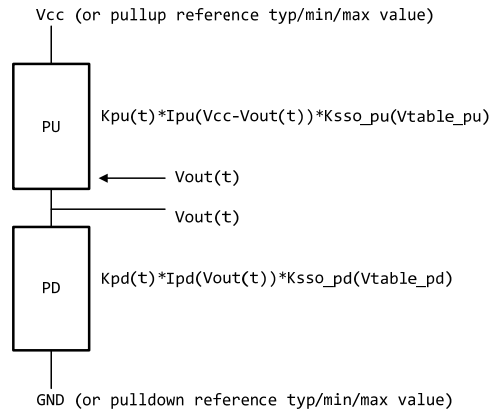 Vcc (or pullup reference typ/min/max value)
PU
Kpu(t)*Ipu(Vcc-Vout(t))*Ksso_pu(Vtable_pu)
Vout(t)
Vout(t)
PD
Kpd(t)*Ipd(Vout(t))*Ksso_pd(Vtable_pd)
GND (or pulldown reference typ/min/max value)